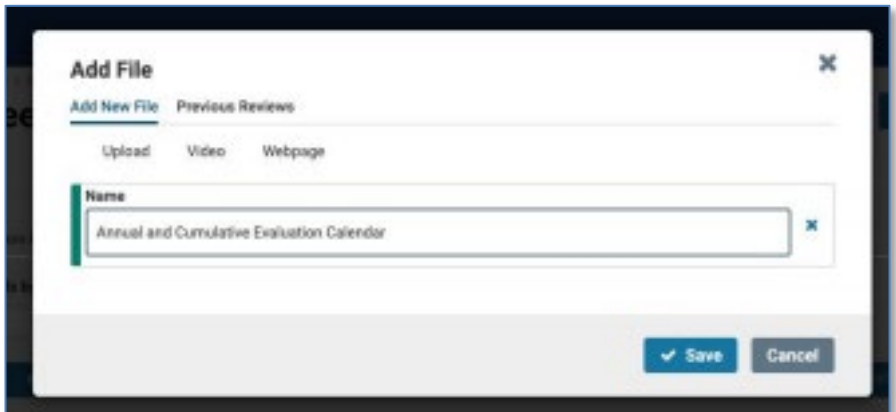 Add File
Add New File Previous Reviews
Upload Video Webpage
Name
Annual and Cumulative Evaluation Calendar
Save Cancel